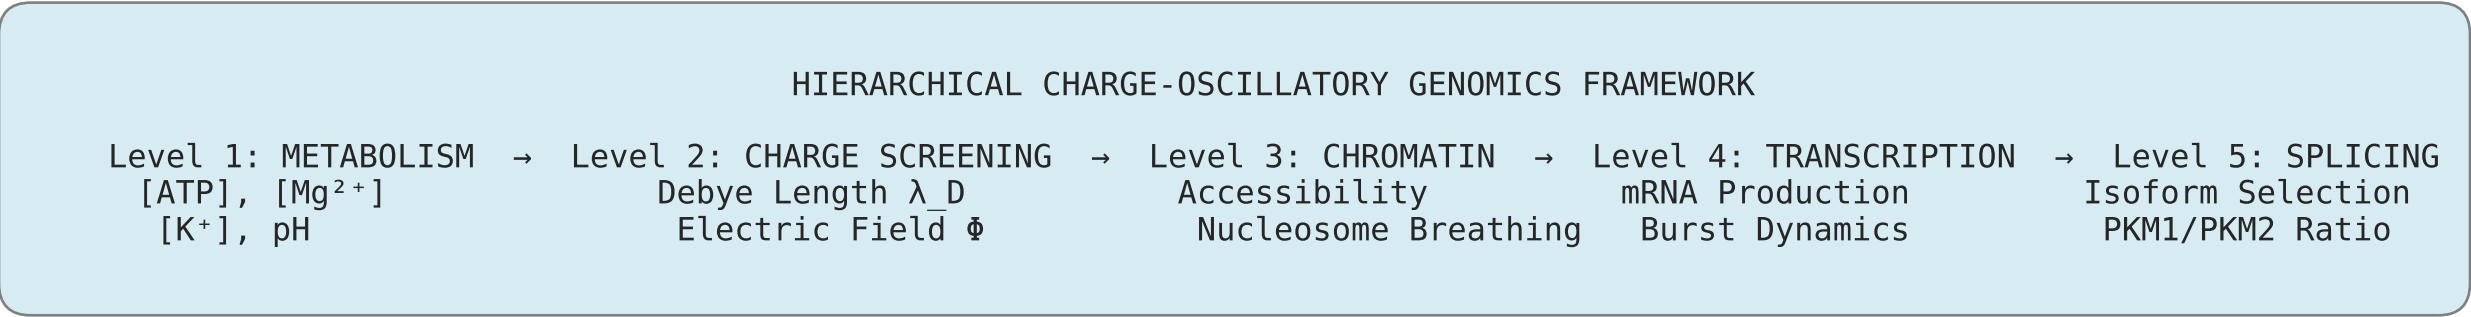 HIERARCHICAL CHARGE-OSCILLATORY GENOMICS FRAMEWORK
Level 1: METABOLISM → Level 2: CHARGE SCREENING → Level 3: CHROMATIN → Level 4: TRANSCRIPTION → Level 5: SPLICING
[ATP], [Mg²⁺] Debye Length λ_D Accessibility mRNA Production Isoform Selection
[K⁺], pH Electric Field Φ Nucleosome Breathing Burst Dynamics PKM1/PKM2 Ratio